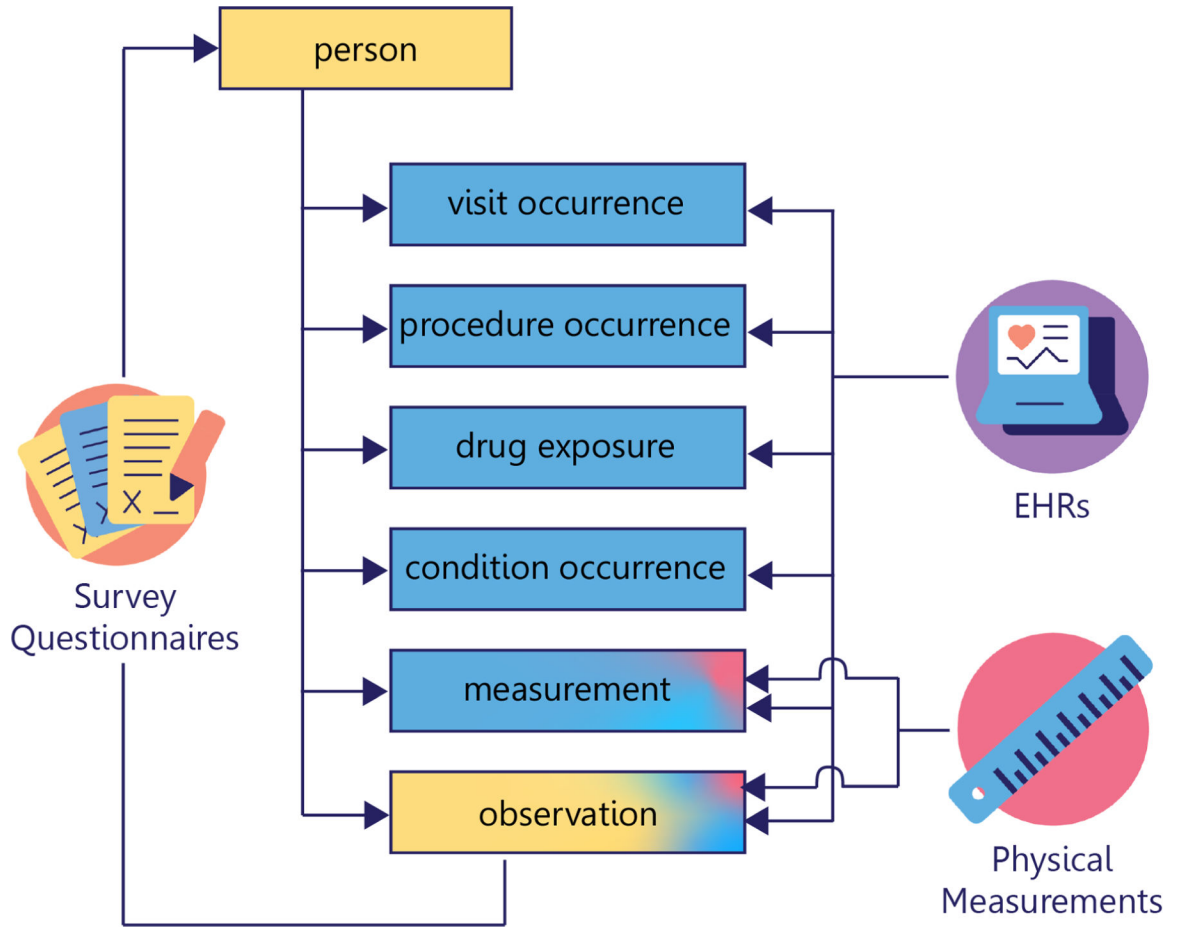 person
visit occurrence
procedure occurrence
drug exposure
condition occurrence
measurement
observation
Survey
Questionnaires
EHRs
Physical
Measurements